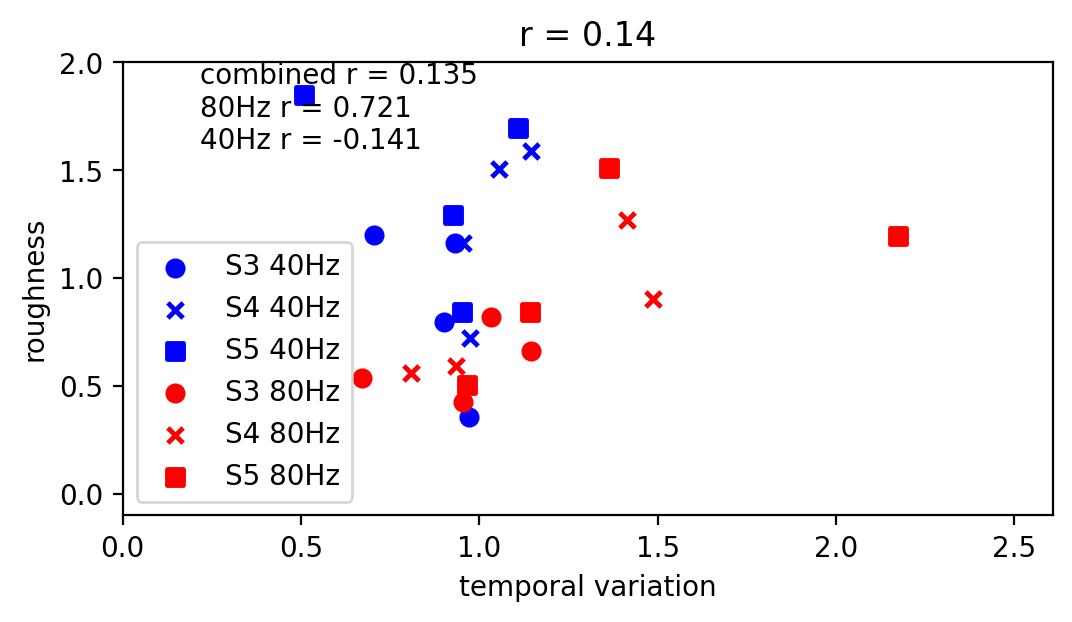 r = 0.14
combined r = 0.135
80Hz r = 0.721
40Hz r = -0.141
2.0
1.5
1.0
0.5
0.0
roughness
S3 40Hz
S4 40Hz
S5 40Hz
S3 80Hz
S4 80Hz
S5 80Hz
0.0 0.5 1.0 1.5 2.0 2.5
temporal variation